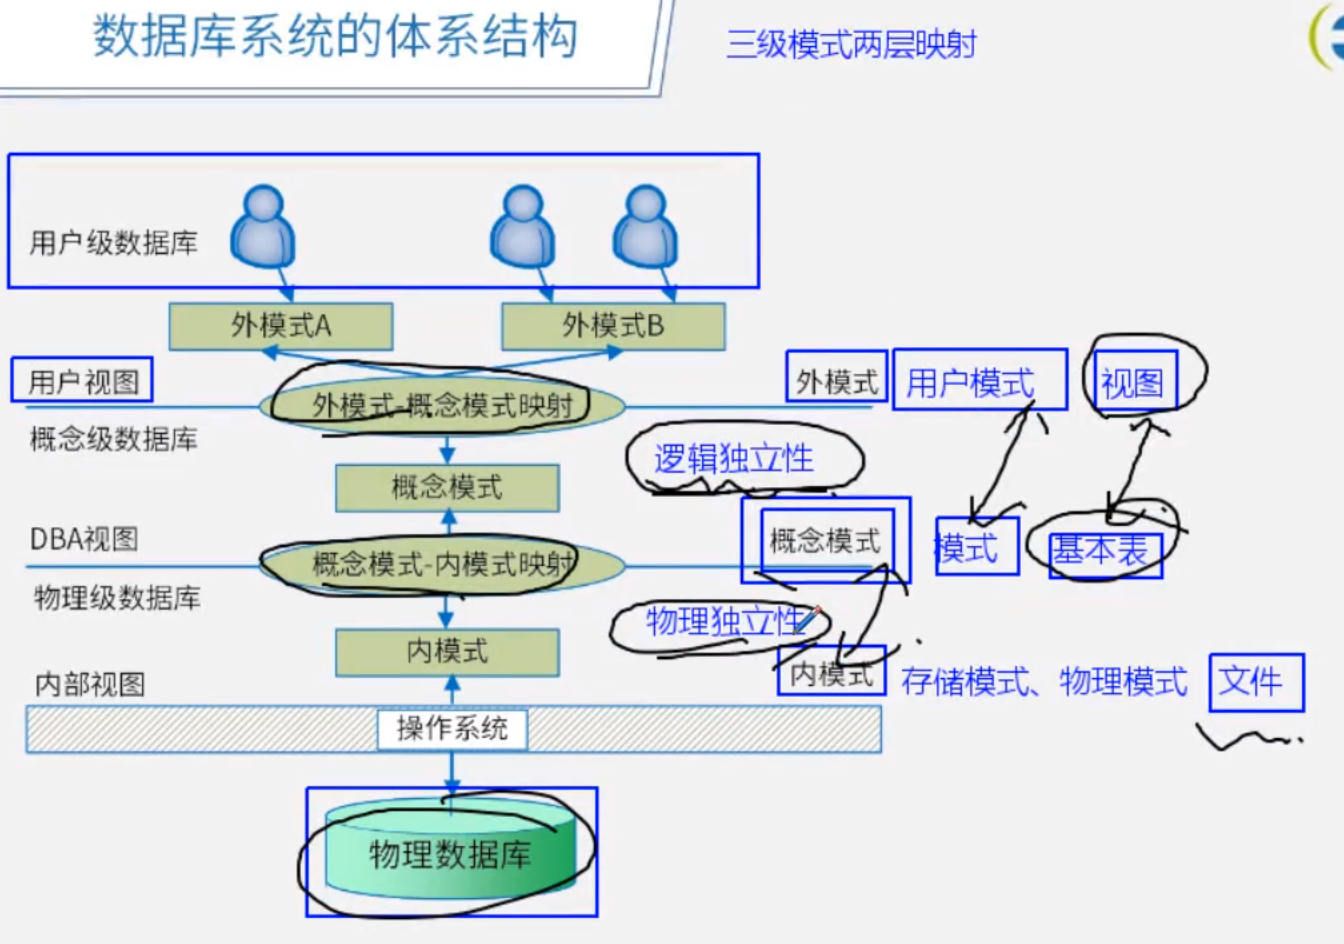 数据库系统的体系结构
三级模式两层映射
用户级数据库
外模式A
外模式B
用户视图
外模式-概念模式映射
外模式
用户模式
视图
概念级数据库
逻辑独立性
概念模式
DBA视图
概念模式
模式
基本表
概念模式-内模式映射
物理级数据库
物理独立性
内模式
内部视图
内模式
存储模式、物理模式
文件
操作系统
物理数据库